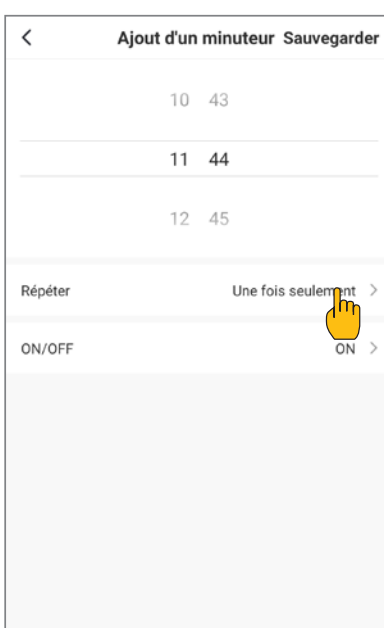 Ajout d'un minuteur Sauvegarder
10 43
11 44
12 45
Répéter Une fois seulement
ON/OFF ON